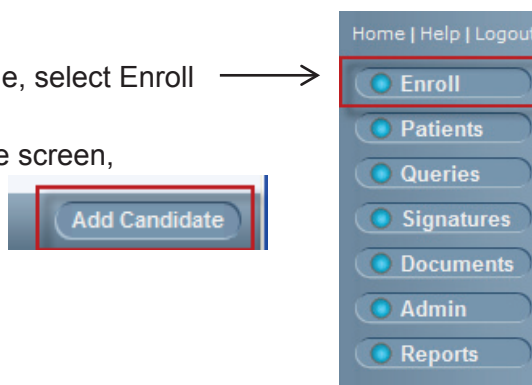 Home | Help | Logout
e, select Enroll
Enroll
Patients
e screen,
Queries
Add Candidate
Signatures
Documents
Admin
Reports